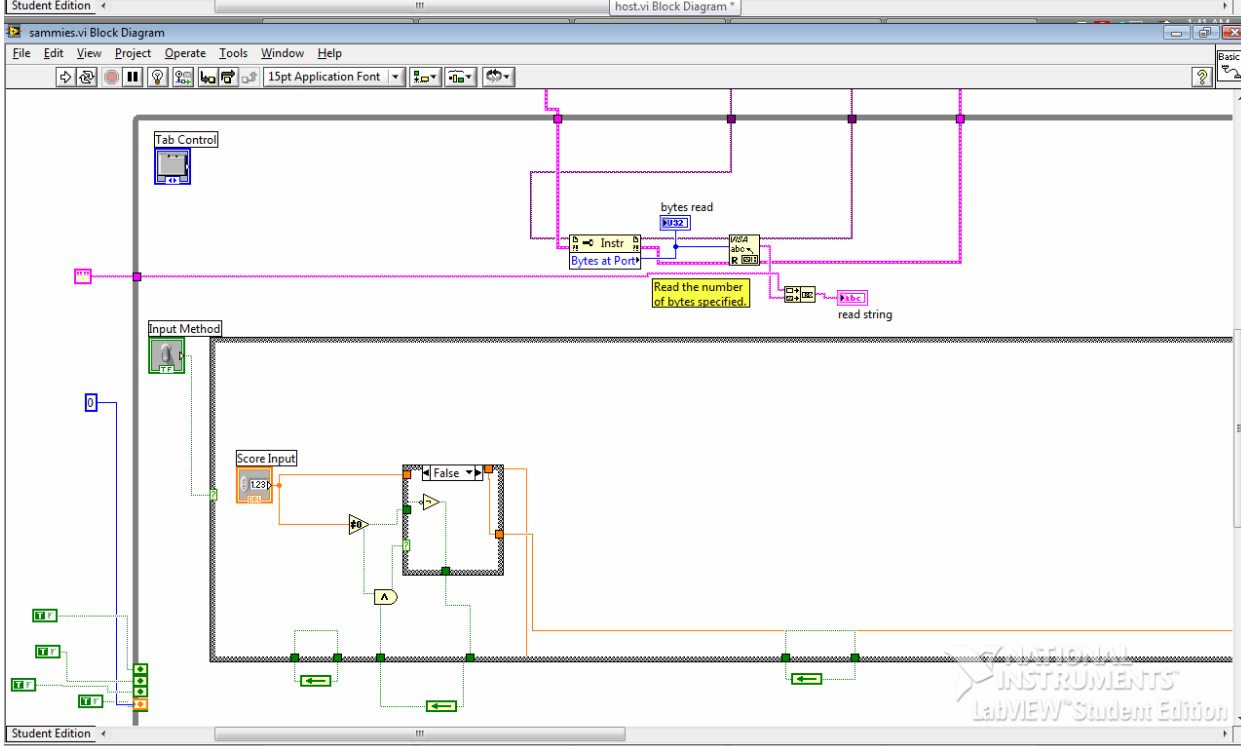 Student Edition
host.vi Block Diagram *
sammies.vi Block Diagram
File Edit View Project Operate Tools Window Help
15pt Application Font
Basic
Tab Control
bytes read
U32
Instr
Bytes at Port
VISA
abc
R
Read the number
of bytes specified.
abc
read string
""
Input Method
TF
0
Score Input
1.23
DBL
False
≠0
T F
T F
T F
T F
NATIONAL
INSTRUMENTS
LabVIEW™ Student Edition
Student Edition